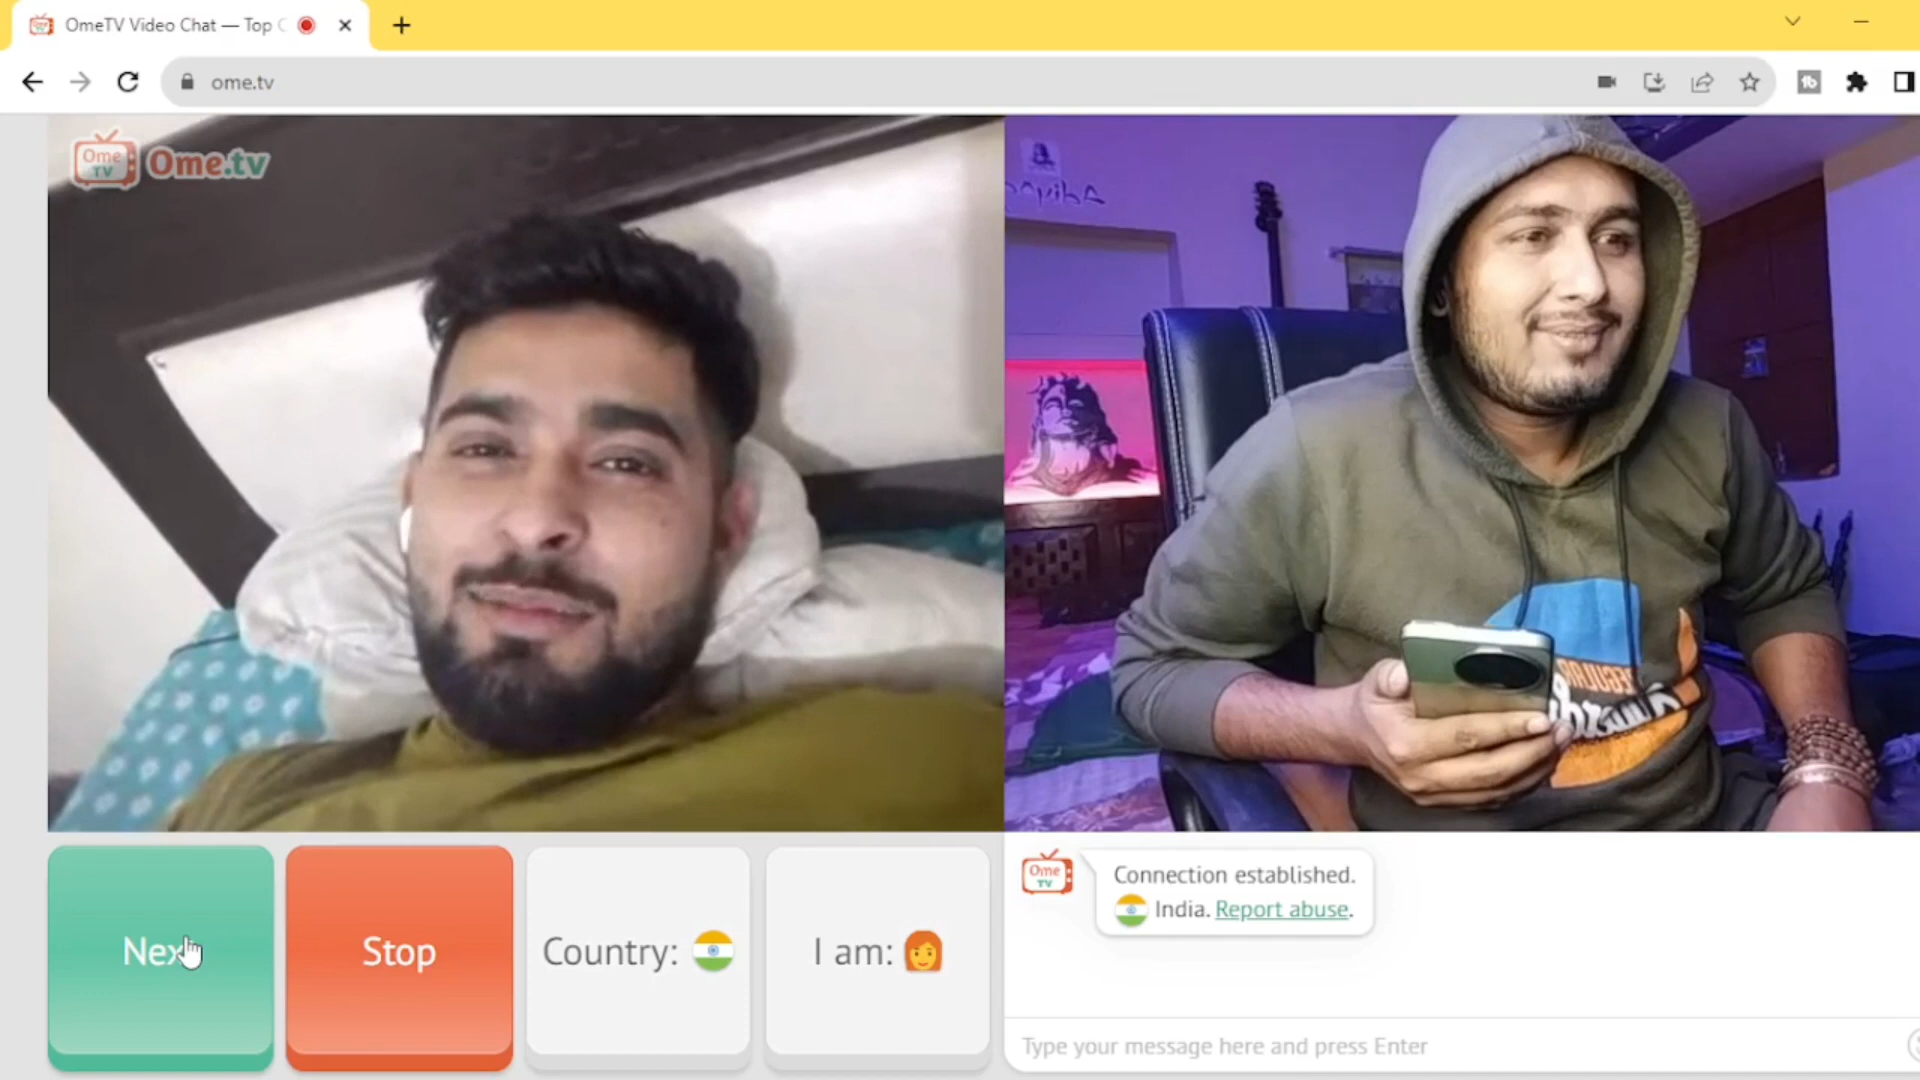 OmeTV Video Chat — Top
ome.tv
Ome TV Ome.tv
Next
Stop
Country:
I am:
Ome TV
Connection established.
India. Report abuse.
Type your message here and press Enter